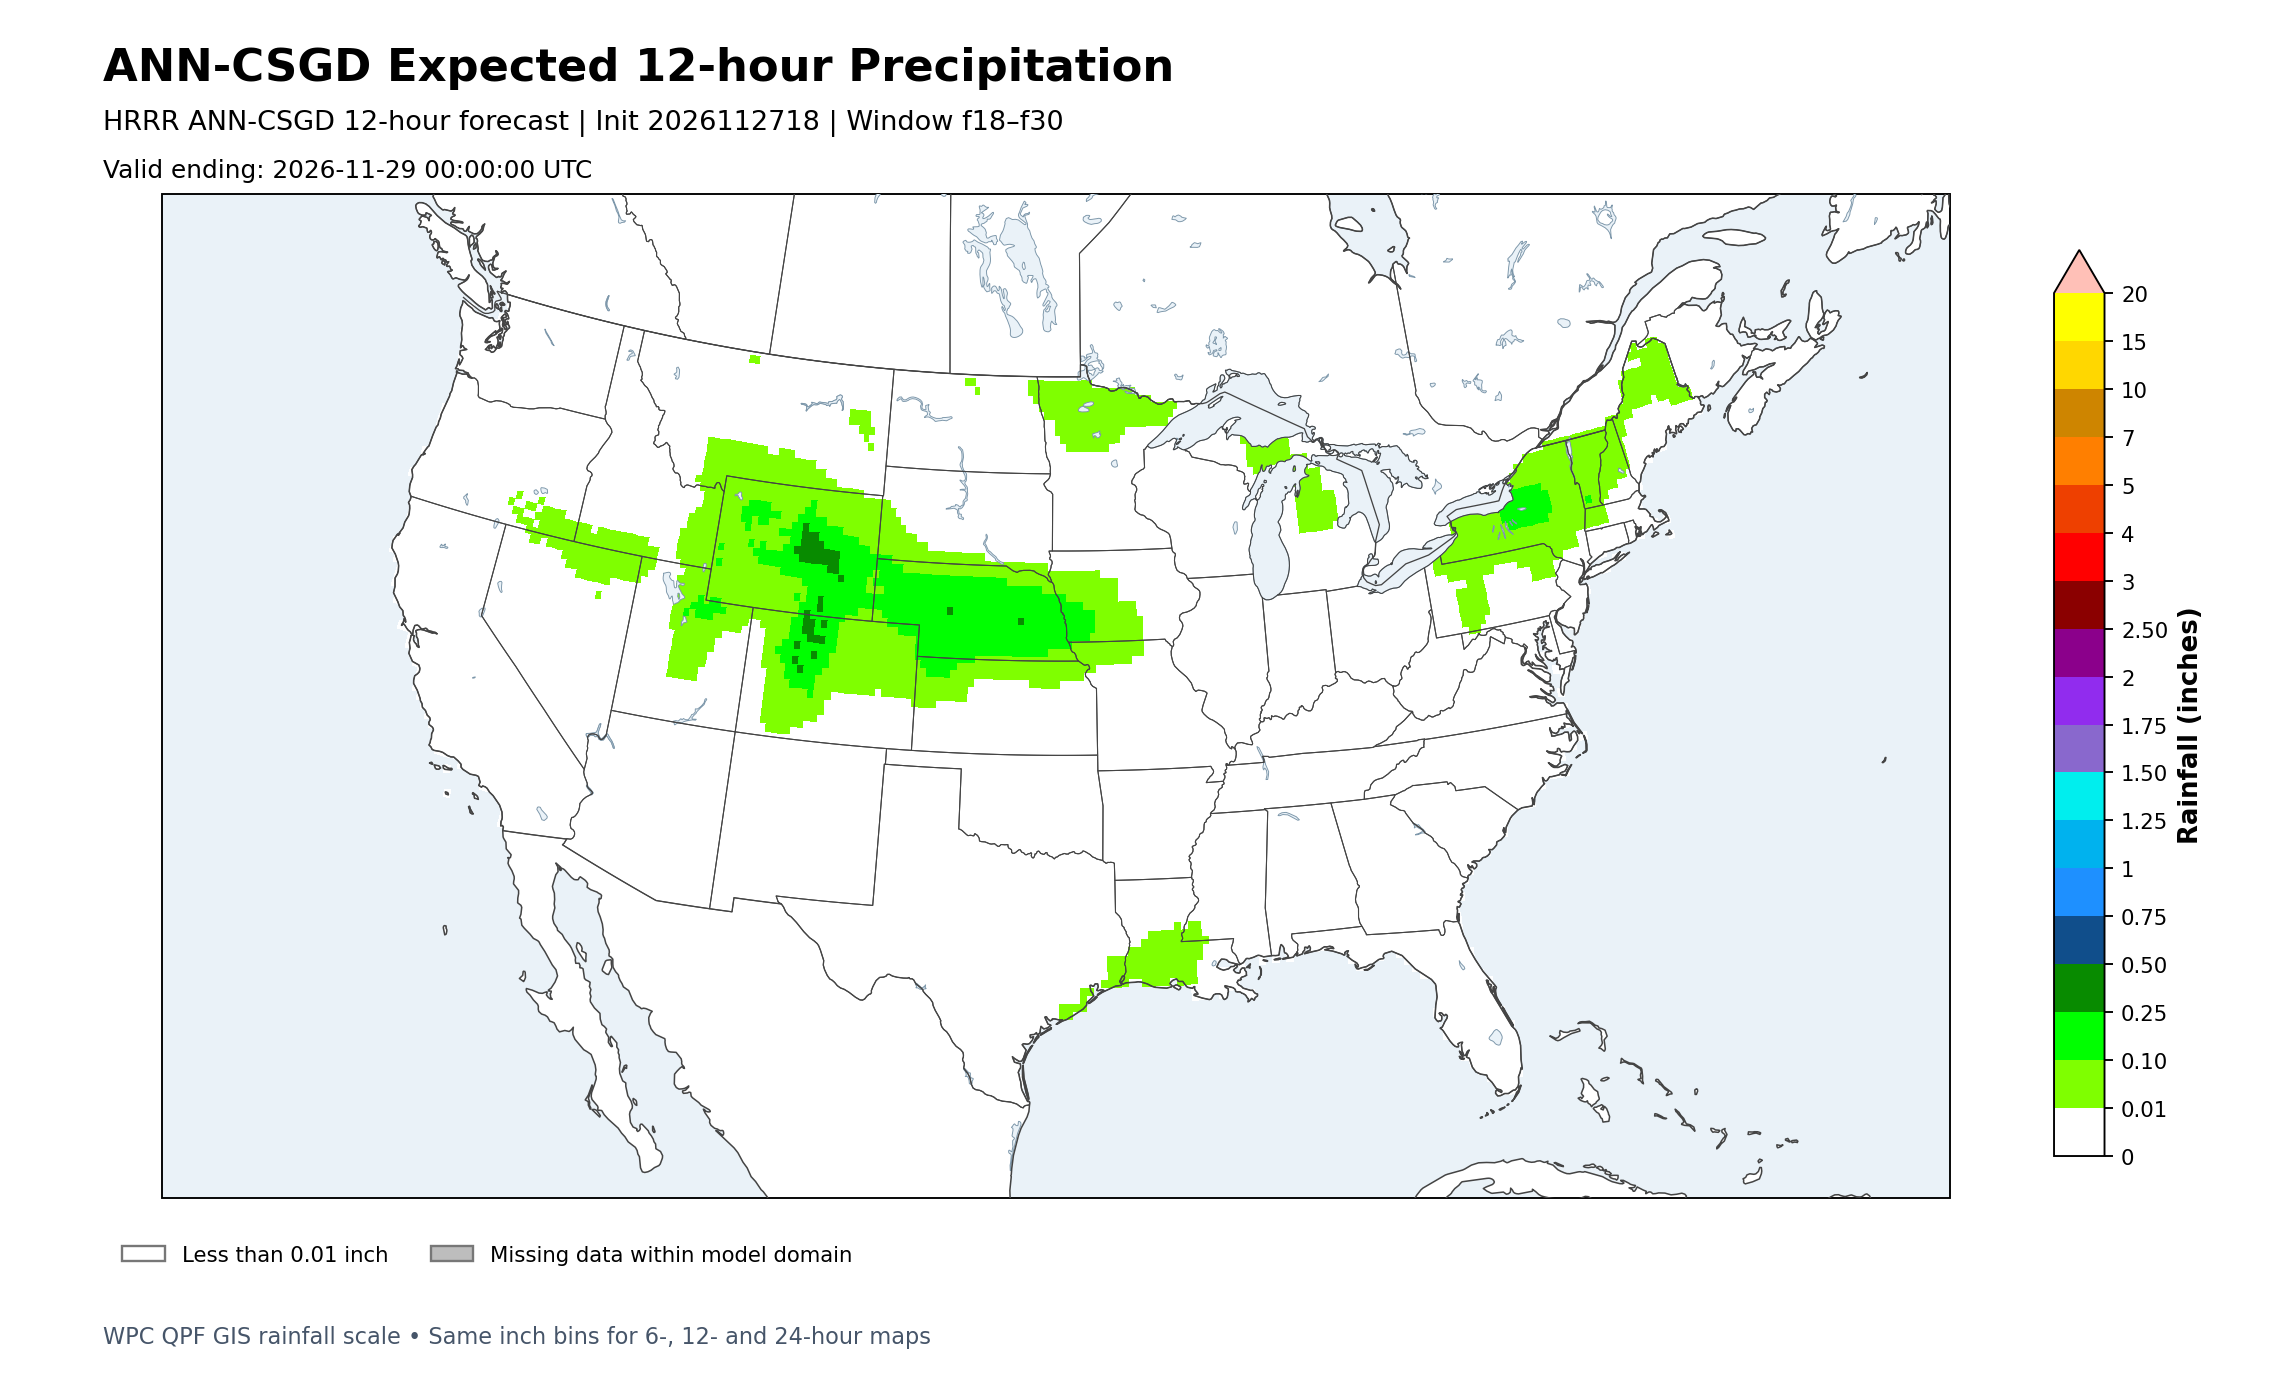 ANN-CSGD Expected 12-hour Precipitation
HRRR ANN-CSGD 12-hour forecast | Init 2026112718 | Window f18–f30
Valid ending: 2026-11-29 00:00:00 UTC
20
15
10
7
5
4
3
2.50
2
1.75
1.50
1.25
1
0.75
0.50
0.25
0.10
0.01
0
Rainfall (inches)
Less than 0.01 inch
Missing data within model domain
WPC QPF GIS rainfall scale • Same inch bins for 6-, 12- and 24-hour maps